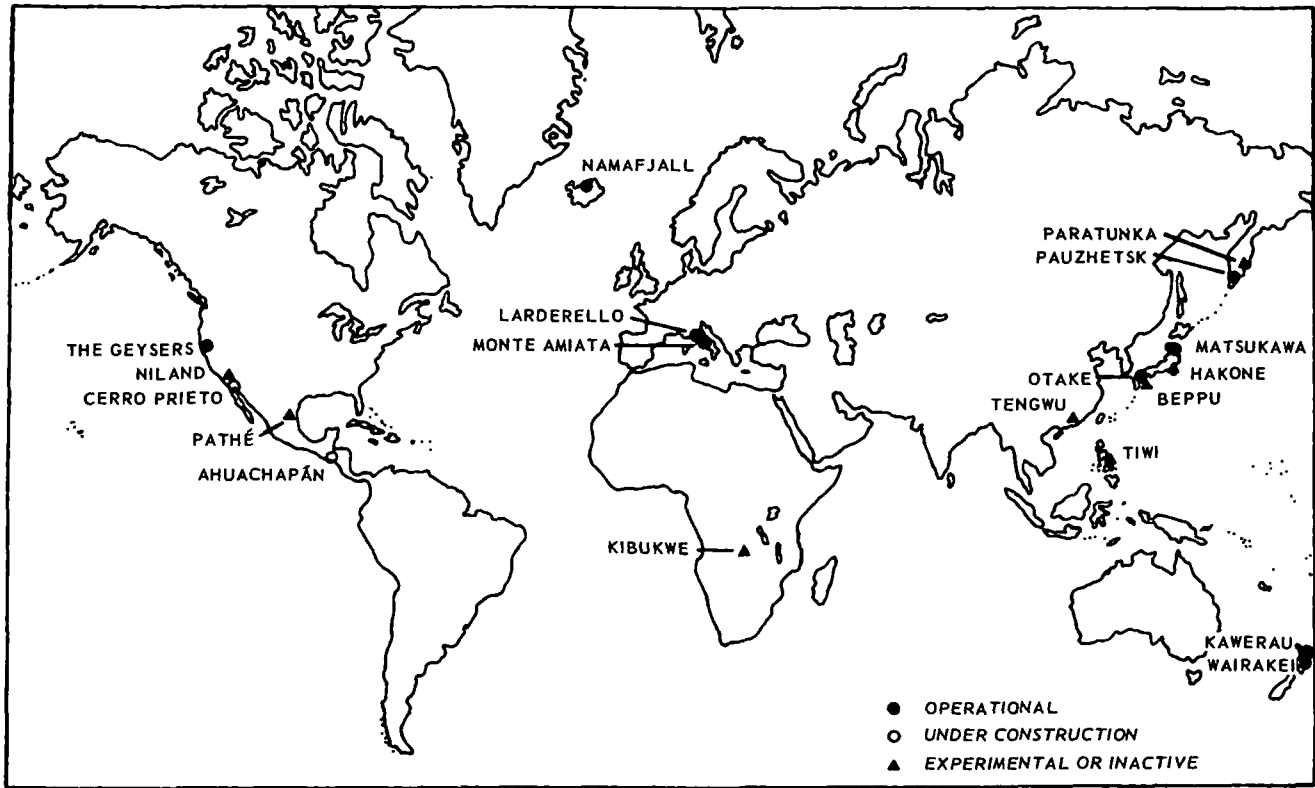 NAMAFJALL
PARATUNKA
PAUZHETSK
LARDERELLO
MONTE AMIATA
THE GEYSERS
NILAND
CERRO PRIETO
PATHÉ
AHUACHAPÁN
MATSUKAWA
HAKONE
OTAKE
BEPPU
TENGWU
TIWI
KIBUKWE
KAWERAU
WAIRAKEI
OPERATIONAL
UNDER CONSTRUCTION
EXPERIMENTAL OR INACTIVE